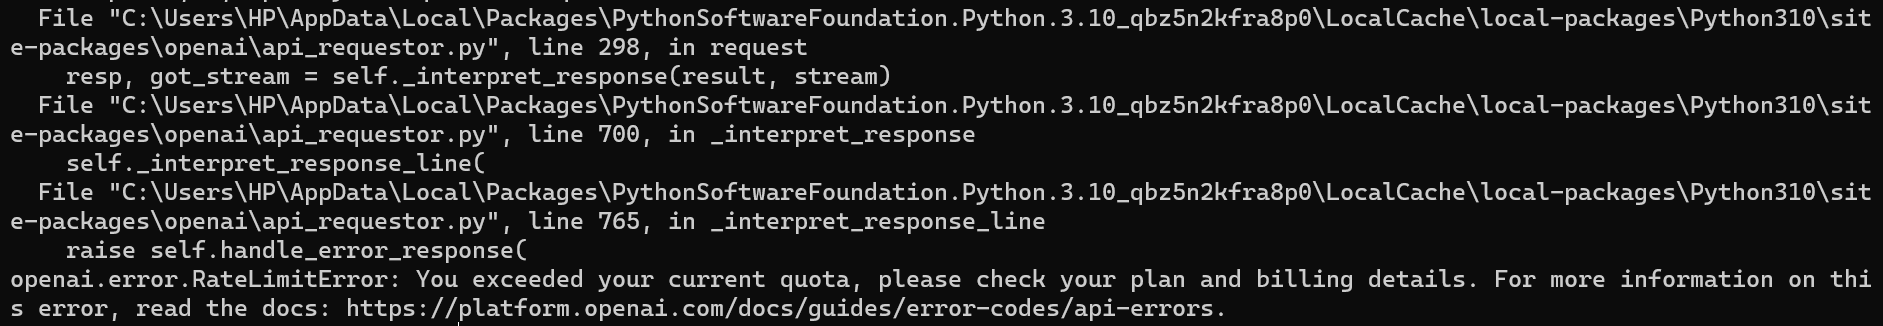 File "C:\Users\HP\AppData\Local\Packages\PythonSoftwareFoundation.Python.3.10_qbz5n2kfra8p0\LocalCache\local-packages\Python310\sit
e-packages\openai\api_requestor.py", line 298, in request
    resp, got_stream = self._interpret_response(result, stream)
  File "C:\Users\HP\AppData\Local\Packages\PythonSoftwareFoundation.Python.3.10_qbz5n2kfra8p0\LocalCache\local-packages\Python310\sit
e-packages\openai\api_requestor.py", line 700, in _interpret_response
    self._interpret_response_line(
  File "C:\Users\HP\AppData\Local\Packages\PythonSoftwareFoundation.Python.3.10_qbz5n2kfra8p0\LocalCache\local-packages\Python310\sit
e-packages\openai\api_requestor.py", line 765, in _interpret_response_line
    raise self.handle_error_response(
openai.error.RateLimitError: You exceeded your current quota, please check your plan and billing details. For more information on thi
s error, read the docs: https://platform.openai.com/docs/guides/error-codes/api-errors.